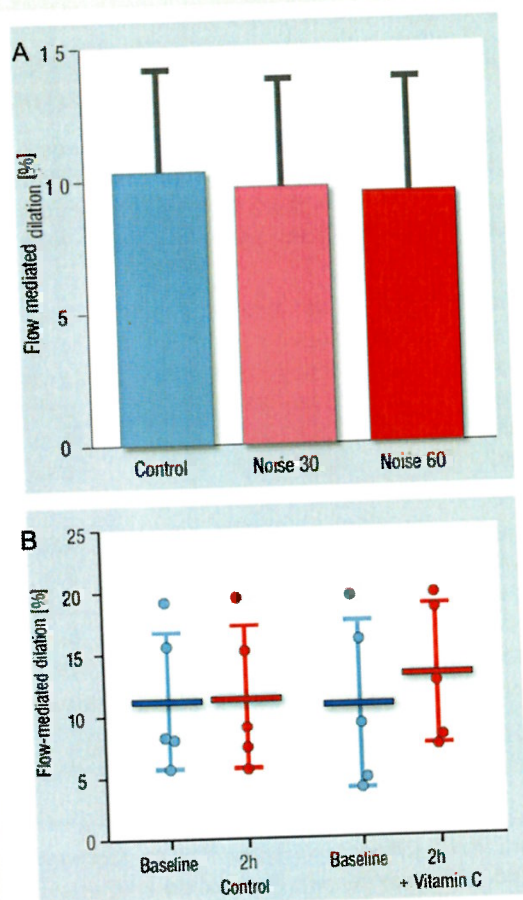 A
15
10
5
0
Flow mediated dilation [%]
Control Noise 30 Noise 60
B
25
20
15
10
5
0
Flow-mediated dilation [%]
Baseline 2h Baseline 2h
Control + Vitamin C